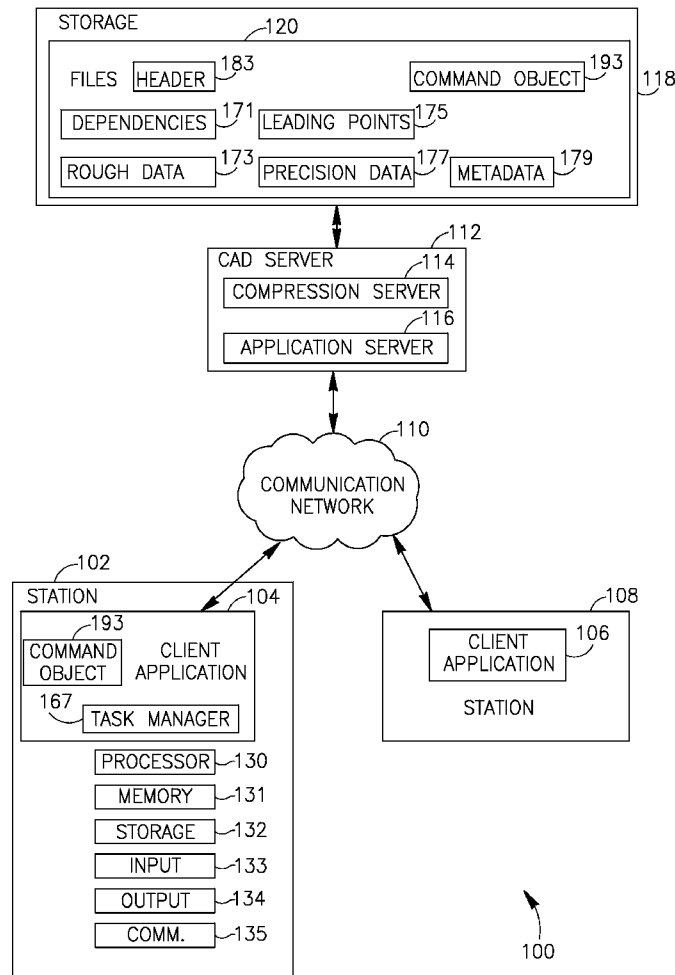 STORAGE
120
FILES HEADER 183 COMMAND OBJECT 193
118
DEPENDENCIES 171 LEADING POINTS 175
ROUGH DATA 173 PRECISION DATA 177 METADATA 179
112
CAD SERVER
114
COMPRESSION SERVER
116
APPLICATION SERVER
110
COMMUNICATION
NETWORK
102
STATION
104
193
COMMAND
OBJECT
CLIENT
APPLICATION
167
TASK MANAGER
PROCESSOR 130
MEMORY 131
STORAGE 132
INPUT 133
OUTPUT 134
COMM. 135
108
CLIENT
APPLICATION
106
STATION
100